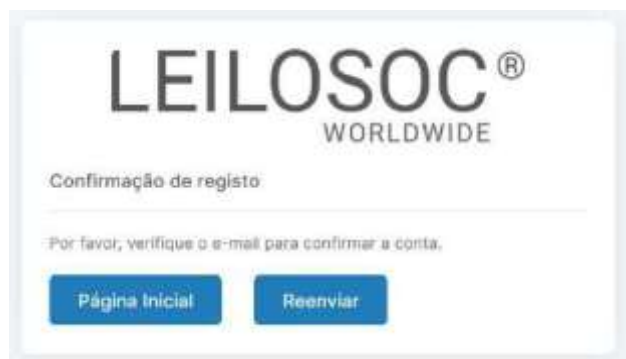 LEILOSOC®
WORLDWIDE
Confirmação de registo
Por favor, verifique o e-mail para confirmar a conta.
Página Inicial Reenviar